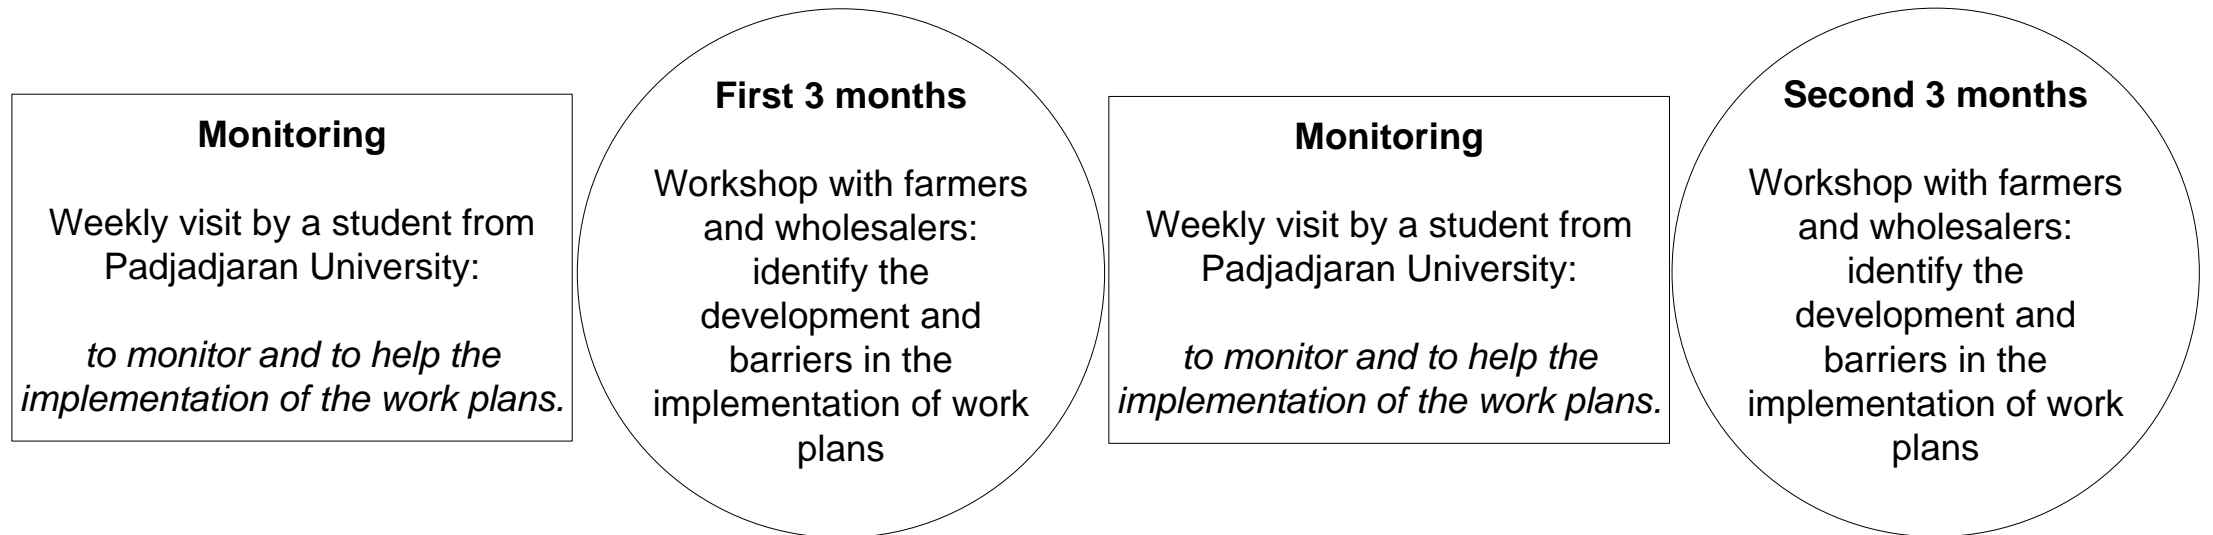 Monitoring
Weekly visit by a student from
Padjadjaran University:
to monitor and to help the
implementation of the work plans.
First 3 months
Workshop with farmers
and wholesalers:
identify the
development and
barriers in the
implementation of work
plans
Monitoring
Weekly visit by a student from
Padjadjaran University:
to monitor and to help the
implementation of the work plans.
Second 3 months
Workshop with farmers
and wholesalers:
identify the
development and
barriers in the
implementation of work
plans